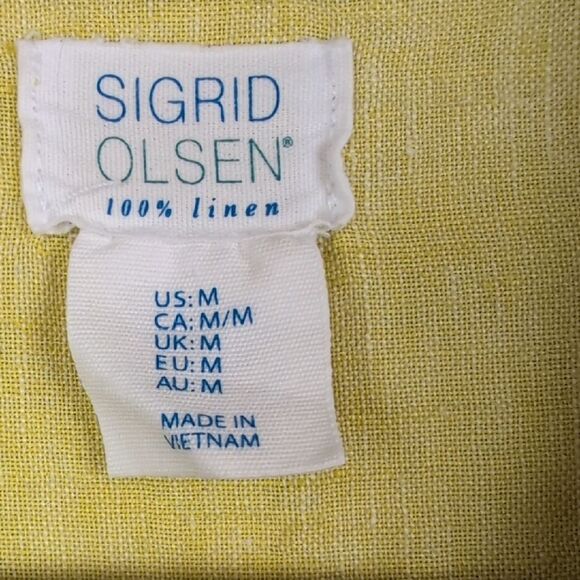 SIGRID
OLSEN®
100% linen
US: M
CA: M/M
UK: M
EU: M
AU: M
MADE IN
VIETNAM